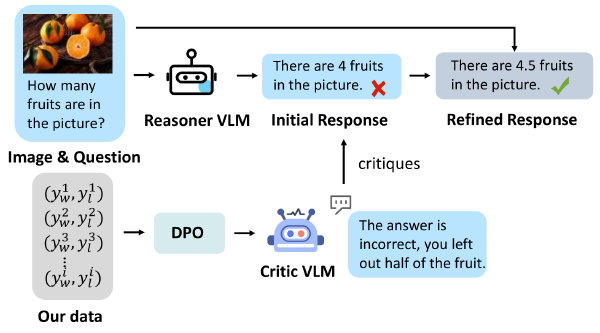 How many
fruits are in
the picture?
Image & Question
Reasoner VLM
There are 4 fruits
in the picture.
Initial Response
There are 4.5 fruits
in the picture.
Refined Response
critiques
(y_w^1, y_l^1)
(y_w^2, y_l^2)
(y_w^3, y_l^3)
⋮
(y_w^i, y_l^i)
Our data
DPO
Critic VLM
The answer is
incorrect, you left
out half of the fruit.